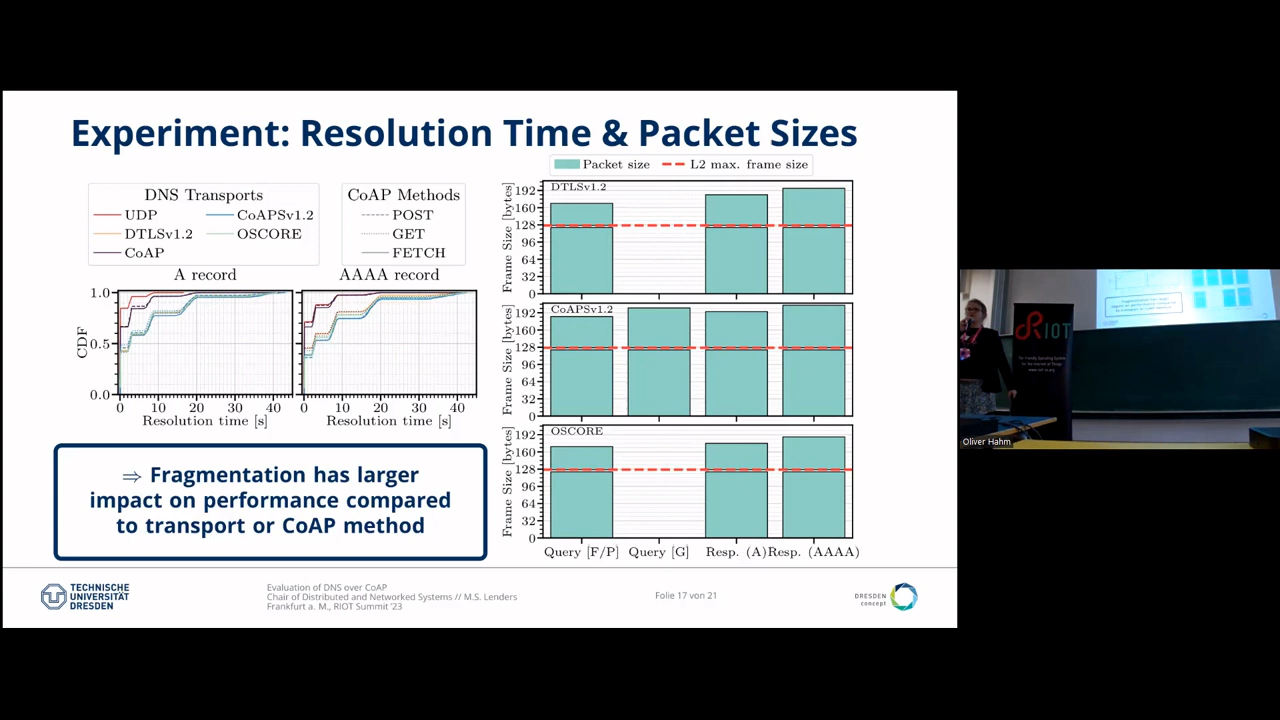 Experiment: Resolution Time & Packet Sizes
DNS Transports
UDP
CoAPSv1.2
DTLSv1.2
OSCORE
CoAP
CoAP Methods
POST
GET
FETCH
A record
AAAA record
CDF
1.0
0.5
0.0
0
10
20
30
40
Resolution time [s]
0
10
20
30
40
Resolution time [s]
⇒ Fragmentation has larger
impact on performance compared
to transport or CoAP method
Packet size
L2 max. frame size
DTLSv1.2
Frame Size [bytes]
192
160
128
96
64
32
0
CoAPSv1.2
Frame Size [bytes]
192
160
128
96
64
32
0
OSCORE
Frame Size [bytes]
192
160
128
96
64
32
0
Query [F/P]
Query [G]
Resp. (A)
Resp. (AAAA)
TECHNISCHE
UNIVERSITÄT
DRESDEN
Evaluation of DNS over CoAP
Chair of Distributed and Networked Systems // M.S. Lenders
Frankfurt a. M., RIOT Summit '23
Folie 17 von 21
DRESDEN
concept
RIOT
Oliver Hahm